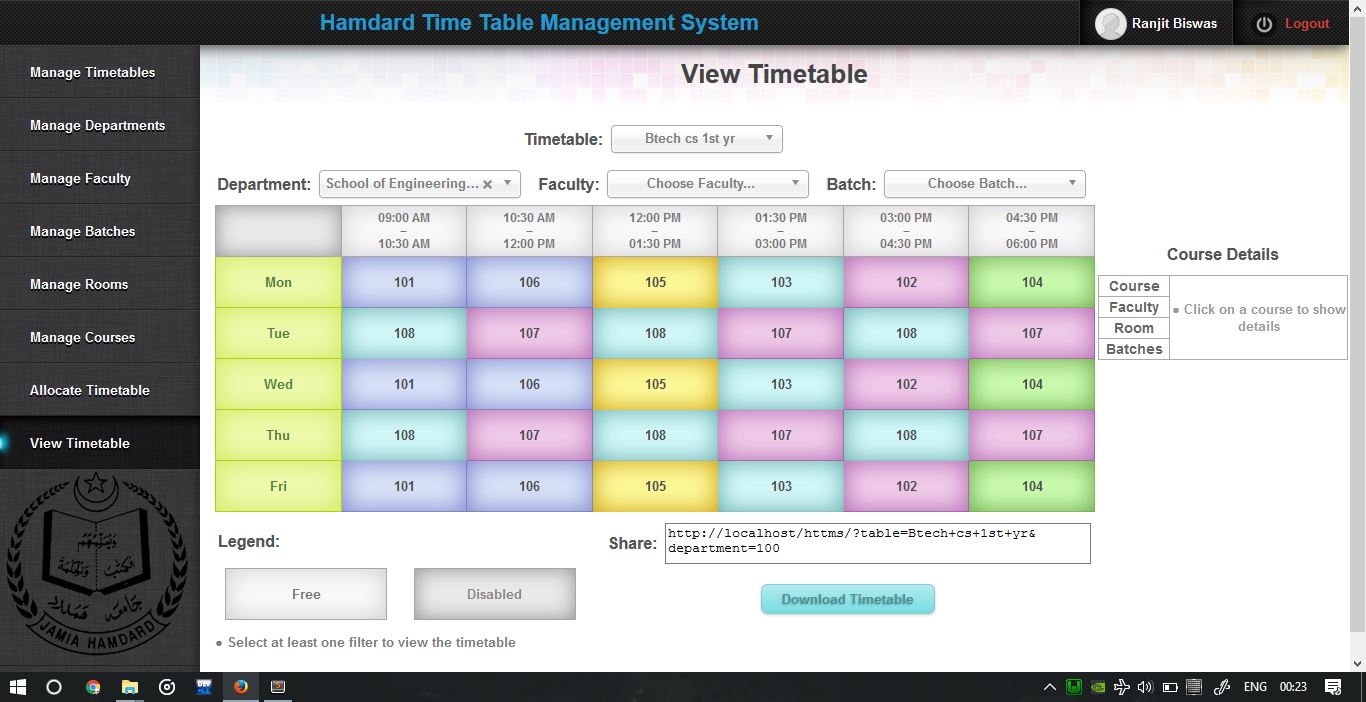 Hamdard Time Table Management System
Ranjit Biswas
Logout
Manage Timetables
Manage Departments
Manage Faculty
Manage Batches
Manage Rooms
Manage Courses
Allocate Timetable
View Timetable
JAMIA HAMDARD
View Timetable
Timetable: Btech cs 1st yr
Department: School of Engineering... Faculty: Choose Faculty... Batch: Choose Batch...
09:00 AM – 10:30 AM 10:30 AM – 12:00 PM 12:00 PM – 01:30 PM 01:30 PM – 03:00 PM 03:00 PM – 04:30 PM 04:30 PM – 06:00 PM
Mon 101 106 105 103 102 104
Tue 108 107 108 107 108 107
Wed 101 106 105 103 102 104
Thu 108 107 108 107 108 107
Fri 101 106 105 103 102 104
Course Details
Course
Faculty
Room
Batches
• Click on a course to show
details
Legend:
Free
Disabled
• Select at least one filter to view the timetable
Share:
http://localhost/httms/?table=Btech+cs+1st+yr&
department=100
Download Timetable
ENG 00:23